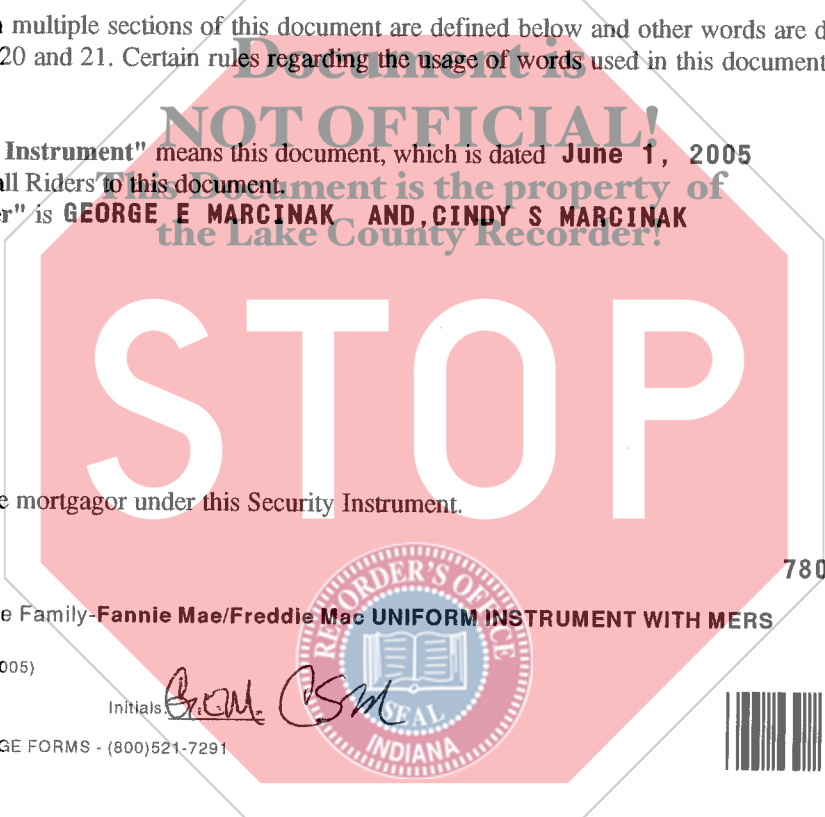 multiple sections of this document are defined below and other words are d
20 and 21. Certain rules regarding the usage of words used in this document
Document is
NOT OFFICIAL!
Instrument" means this document, which is dated June 1, 2005
all Riders to this document.
This Document is the property of
r" is GEORGE E MARCINAK AND,CINDY S MARCINAK
the Lake County Recorder!
STOP
e mortgagor under this Security Instrument.
780
e Family-Fannie Mae/Freddie Mac UNIFORM INSTRUMENT WITH MERS
RECORDER'S OFFICE
005)
Initials: G.E.M. CSM
SEAL
INDIANA
GE FORMS - (800)521-7291